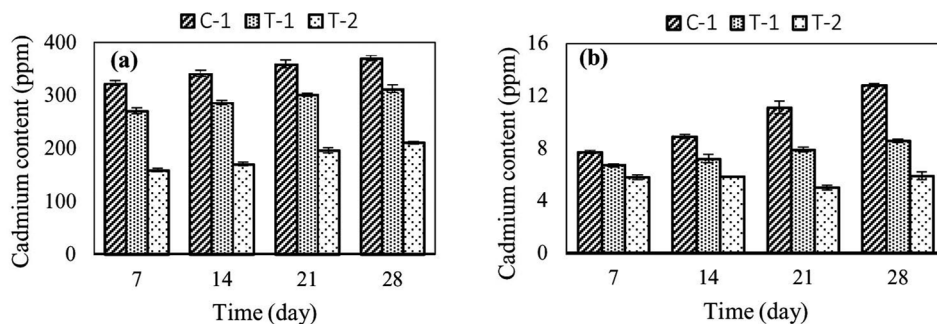 C-1 T-1 T-2
(a)
Cadmium content (ppm)
400
300
200
100
0
7 14 21 28
Time (day)
C-1 T-1 T-2
(b)
Cadmium content (ppm)
16
12
8
4
0
7 14 21 28
Time (day)